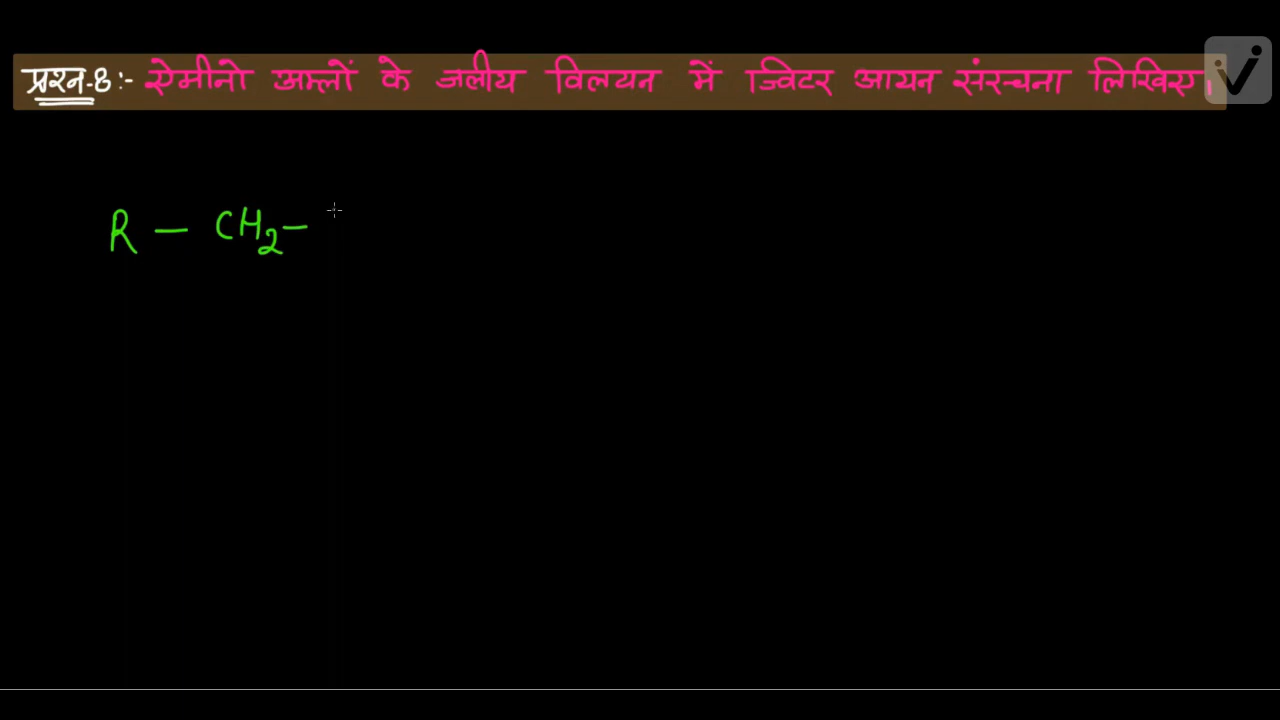 प्रश्न-8:- ऐमीनो अम्लों के जलीय विलयन में ज्विटर आयन संरचना लिखिए।
R — CH₂ –